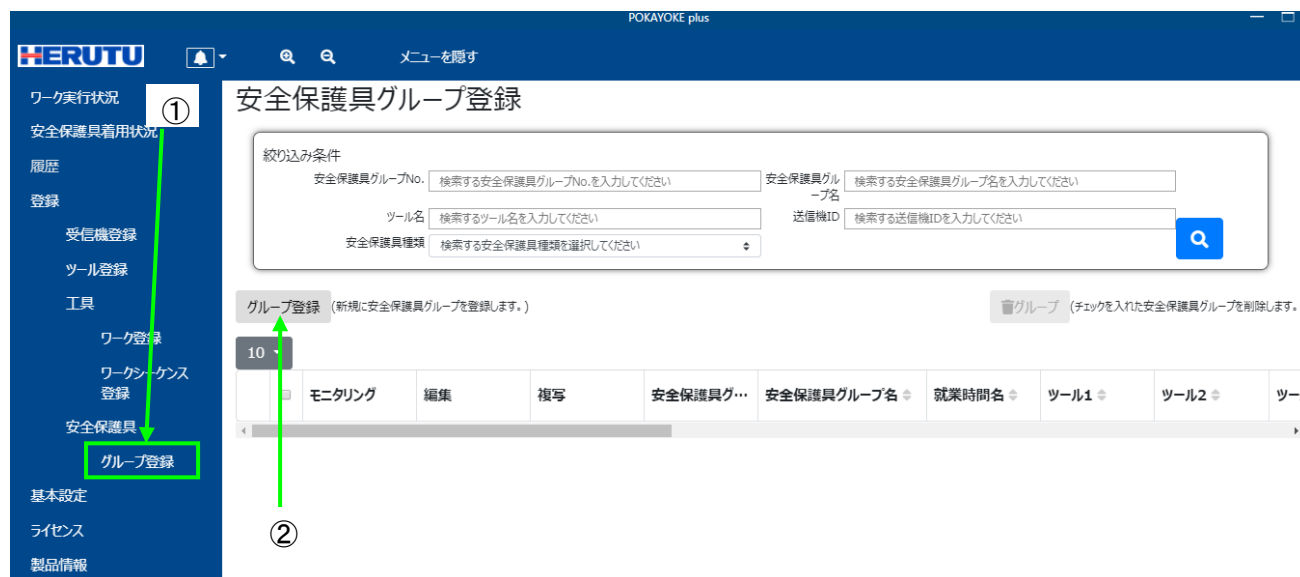 POKAYOKE plus
HERUTU
メニューを隠す
ワーク実行状況
①
安全保護具着用状況
履歴
登録
受信機登録
ツール登録
工具
ワーク登録
ワークシーケンス
登録
安全保護具
グループ登録
基本設定
ライセンス
製品情報
安全保護具グループ登録
絞り込み条件
安全保護具グループNo. 検索する安全保護具グループNo.を入力してください
安全保護具グル
ープ名
検索する安全保護具グループ名を入力してください
ツール名 検索するツール名を入力してください
送信機ID 検索する送信機IDを入力してください
安全保護具種類 検索する安全保護具種類を選択してください
グループ登録 (新規に安全保護具グループを登録します。)
グループ (チェックを入れた安全保護具グループを削除します。
10
モニタリング 編集 複写 安全保護具グ… 安全保護具グループ名 就業時間名 ツール1 ツール2 ツー
②